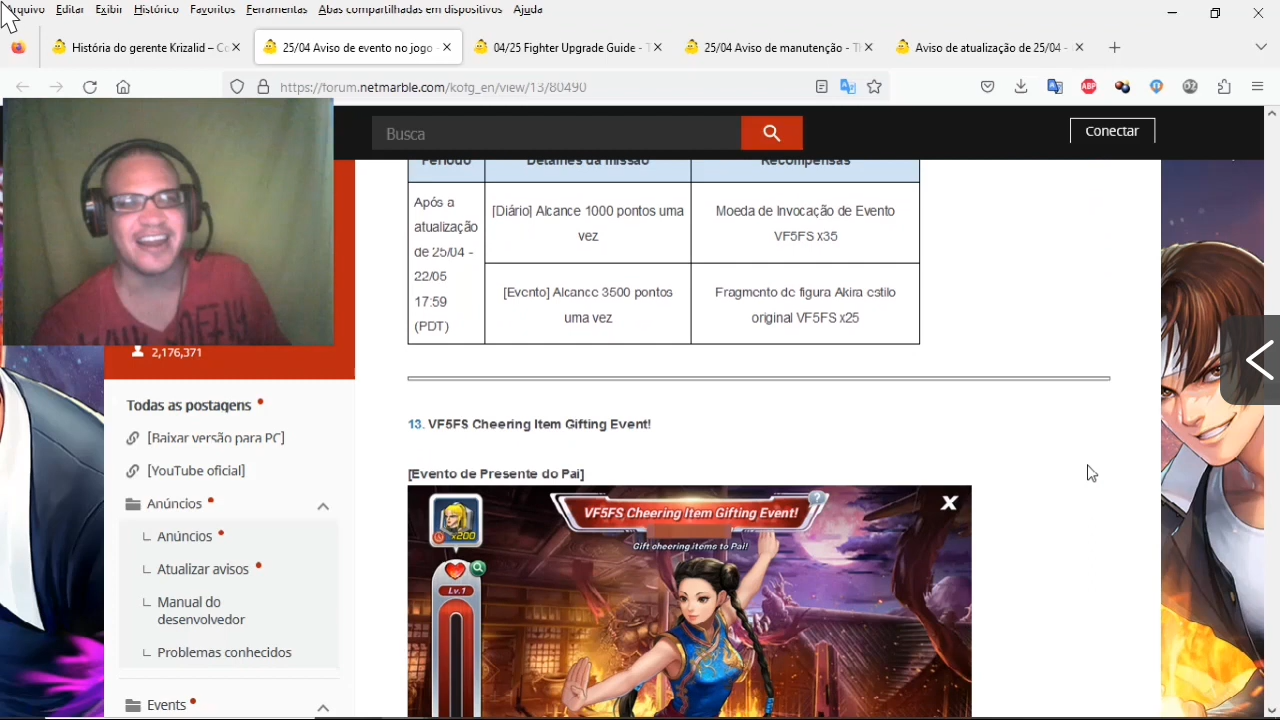 Arquivo Editar Exibir Histórico Favoritos Ferramentas Abas compartilhadas em dispositivos Ajuda
História do gerente Krizalid – Co
25/04 Aviso de evento no jogo -
04/25 Fighter Upgrade Guide - T
25/04 Aviso de manutenção - Tl
Aviso de atualização de 25/04 -
https://forum.netmarble.com/kofg_en/view/13/80490
ABP
Busca
Conectar
Período Detalhes da missão Recompensas
Após a atualização de 25/04 - 22/05 17:59 (PDT)
[Diário] Alcance 1000 pontos uma vez
Moeda de Invocação de Evento VF5FS x35
[Evento] Alcance 3500 pontos uma vez
Fragmento de figura Akira estilo original VF5FS x25
2,176,371
Todas as postagens
[Baixar versão para PC]
[YouTube oficial]
Anúncios
Anúncios
Atualizar avisos
Manual do
desenvolvedor
Problemas conhecidos
Events
13. VF5FS Cheering Item Gifting Event!
[Evento de Presente do Pai]
VF5FS Cheering Item Gifting Event!
? X
x200
Gift cheering items to Pai!
Lv.1